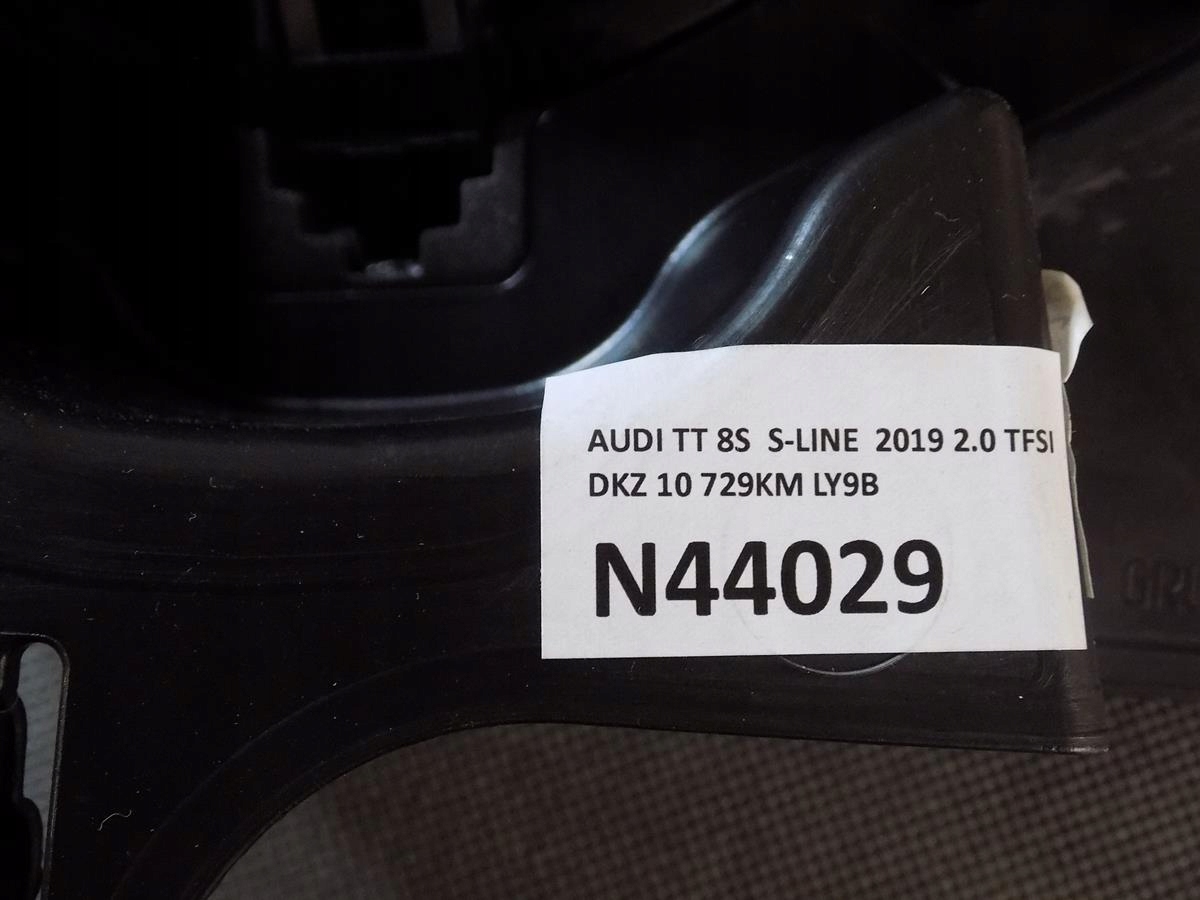 AUDI TT 8S S-LINE 2019 2.0 TFSI
DKZ 10 729KM LY9B
N44029